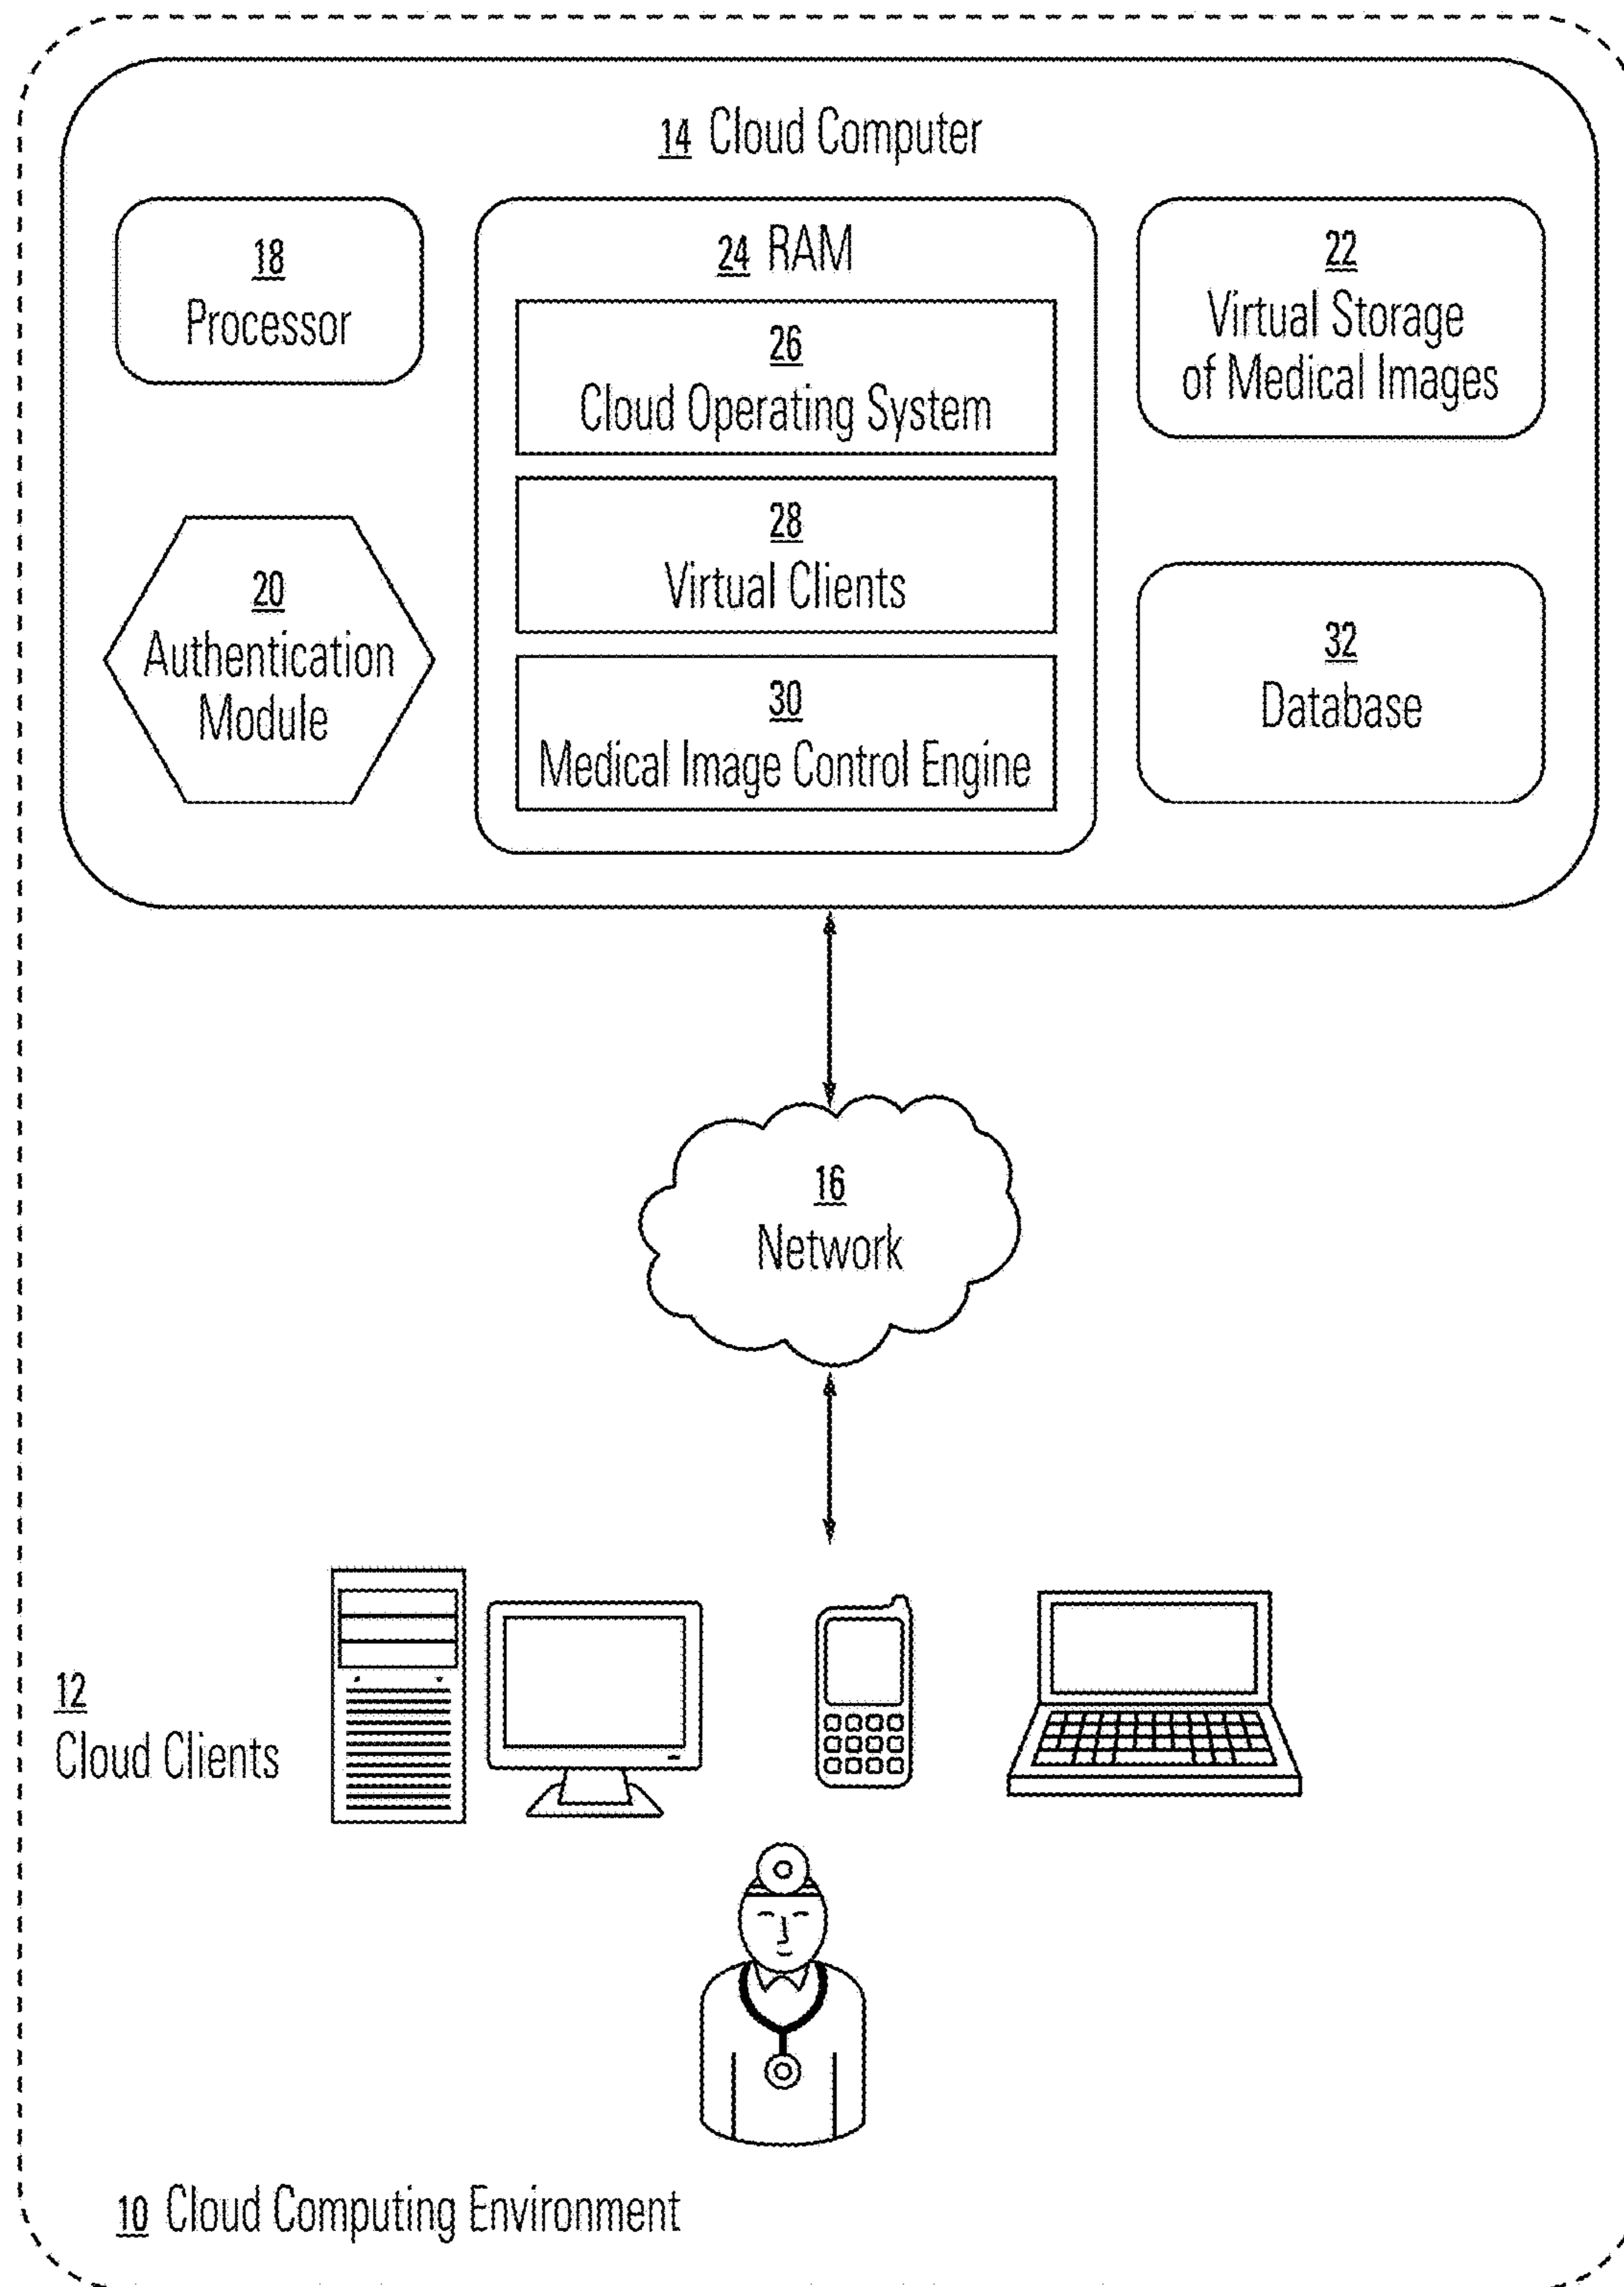 14 Cloud Computer
18
Processor
20
Authentication
Module
24 RAM
26
Cloud Operating System
28
Virtual Clients
30
Medical Image Control Engine
22
Virtual Storage
of Medical Images
32
Database
16
Network
12
Cloud Clients
10 Cloud Computing Environment